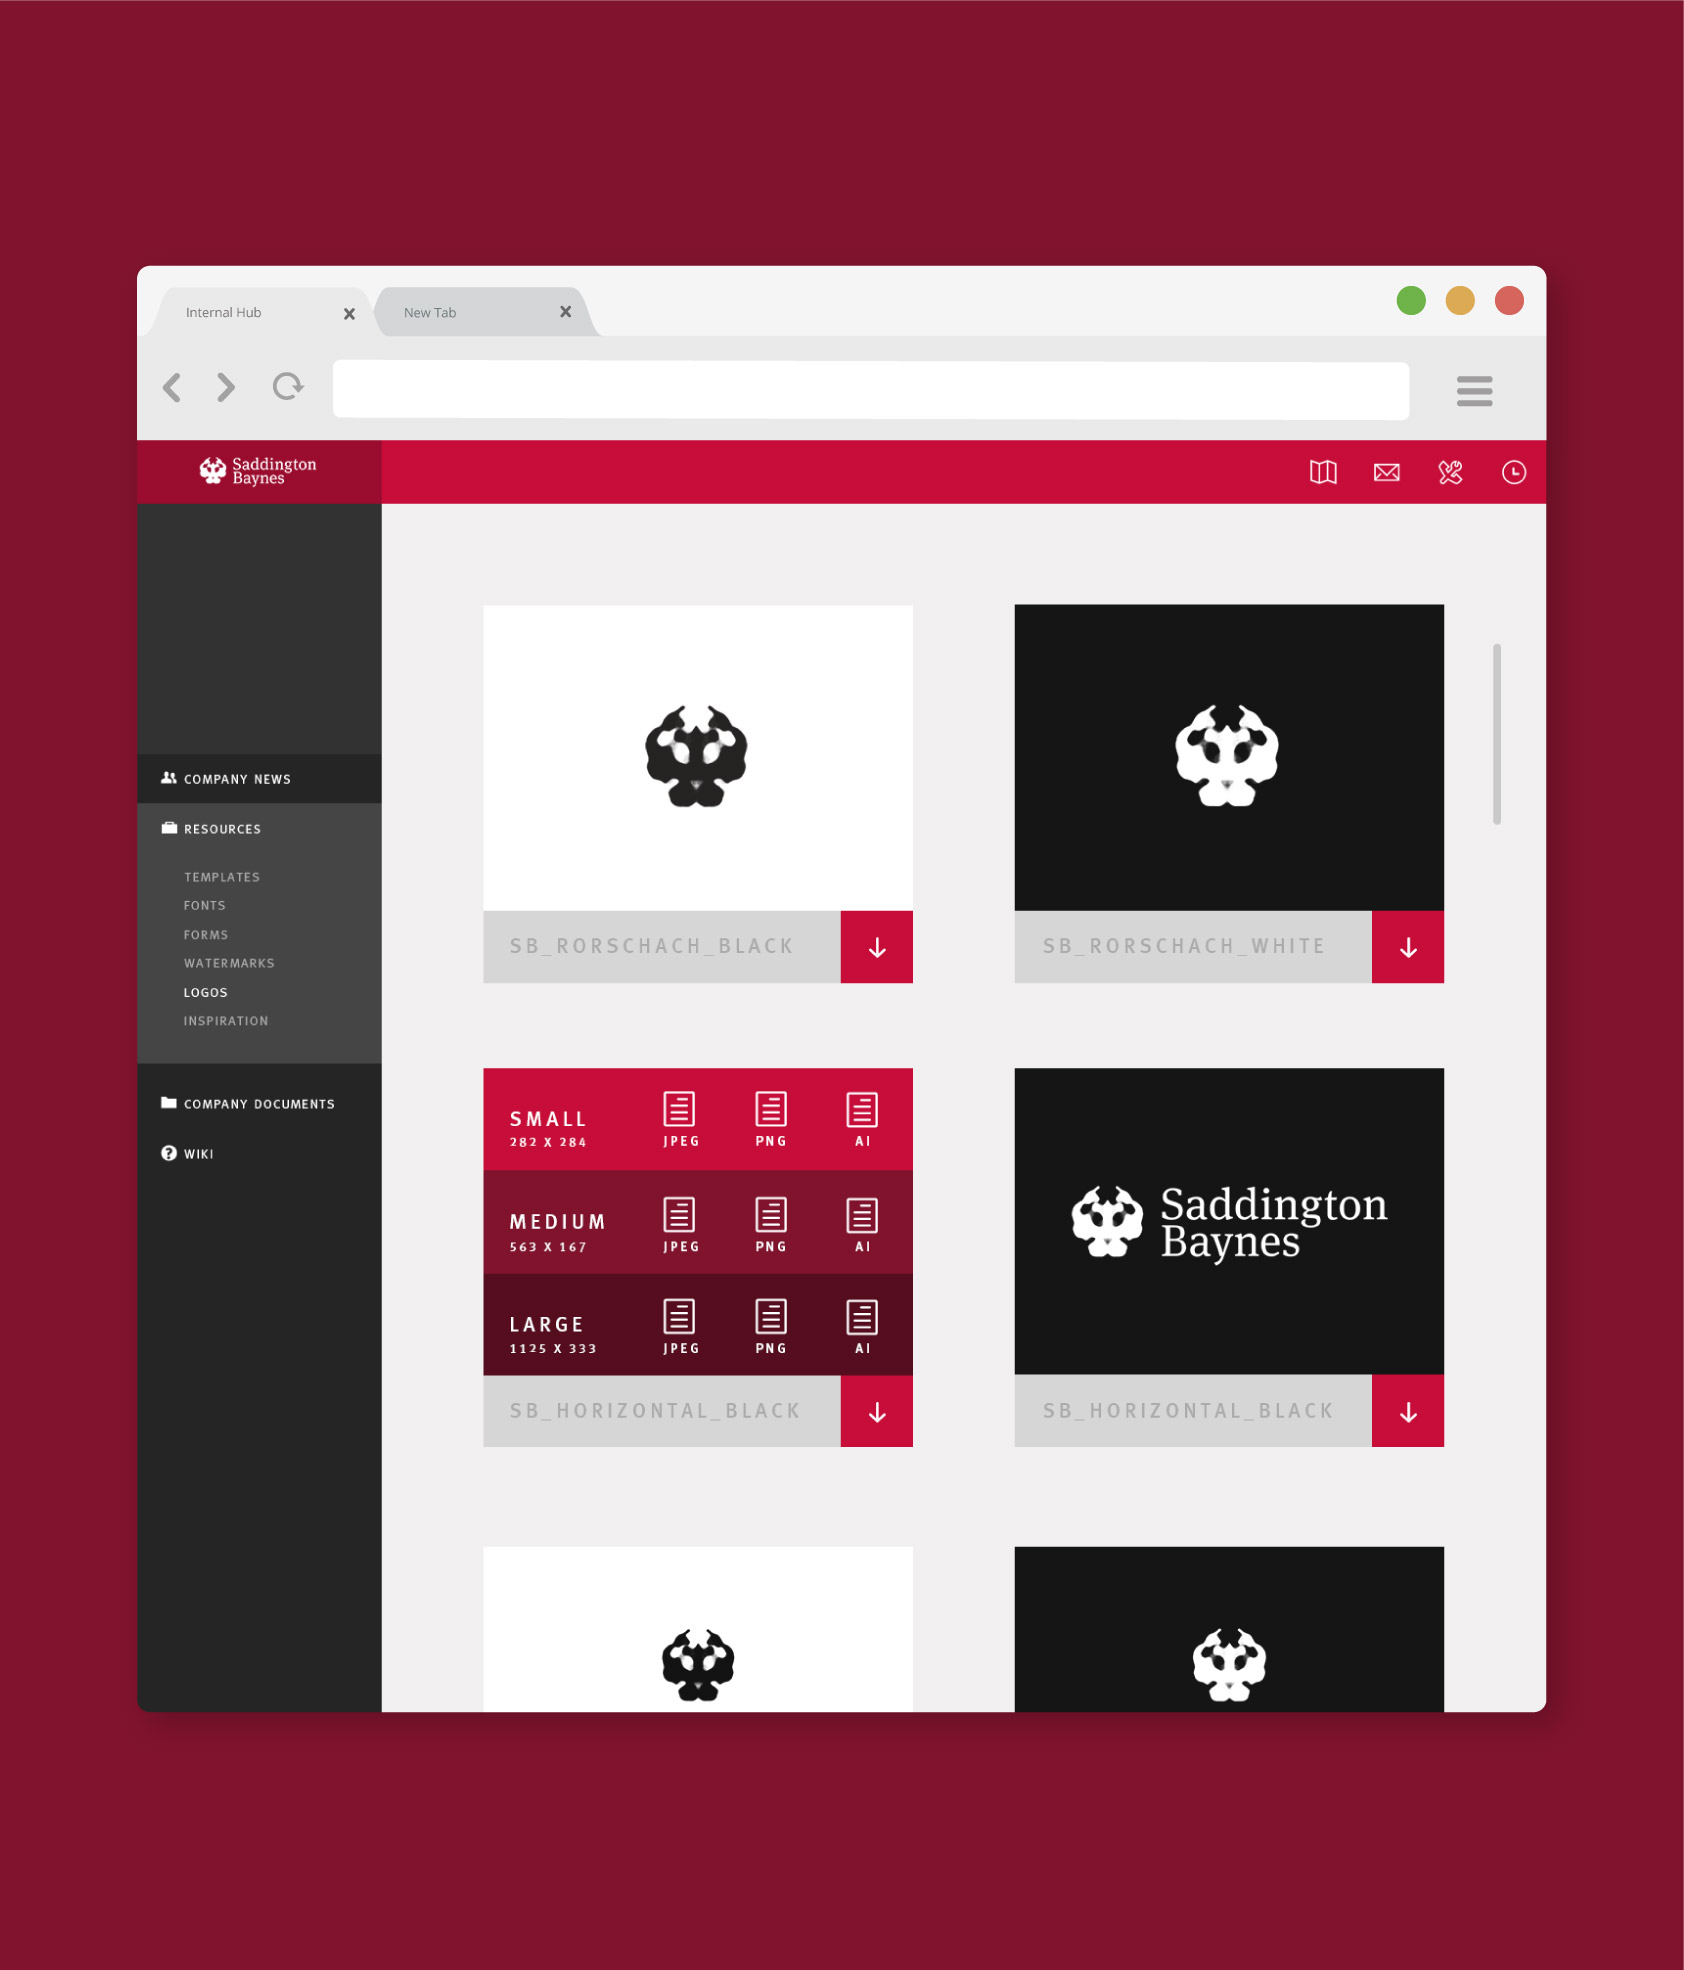 Internal Hub
New Tab
Saddington
Baynes
COMPANY NEWS
RESOURCES
TEMPLATES
FONTS
FORMS
WATERMARKS
LOGOS
INSPIRATION
COMPANY DOCUMENTS
WIKI
SB_RORSCHACH_BLACK
SB_RORSCHACH_WHITE
SMALL
282 X 284
JPEG PNG AI
MEDIUM
563 X 167
JPEG PNG AI
LARGE
1125 X 333
JPEG PNG AI
SB_HORIZONTAL_BLACK
Saddington
Baynes
SB_HORIZONTAL_BLACK